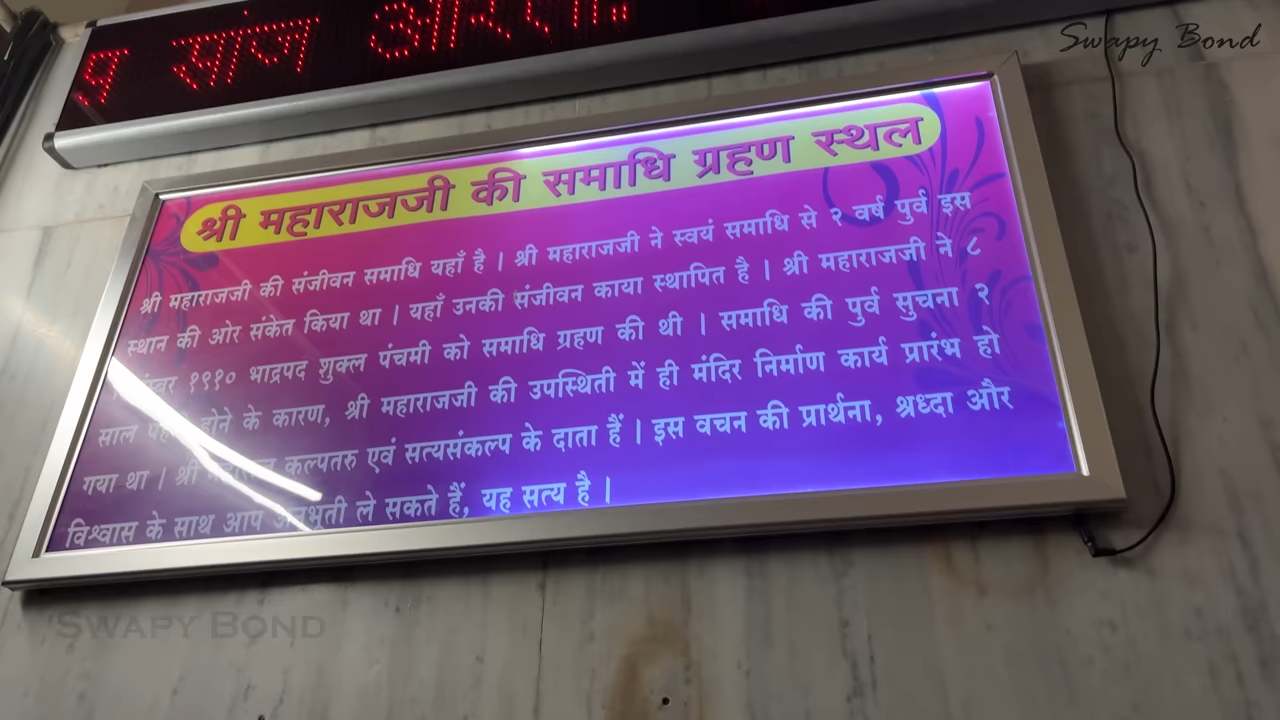 सांज आरती
Swapy Bond
श्री महाराजजी की समाधि ग्रहण स्थल
श्री महाराजजी की संजीवन समाधि यहाँ है । श्री महाराजजी ने स्वयं समाधि से २ वर्ष पुर्व इस
स्थान की ओर संकेत किया था । यहाँ उनकी संजीवन काया स्थापित है । श्री महाराजजी ने ८
१९१० भाद्रपद शुक्ल पंचमी को समाधि ग्रहण की थी । समाधि की पुर्व सुचना २
साल होने के कारण, श्री महाराजजी की उपस्थिती में ही मंदिर निर्माण कार्य प्रारंभ हो
गया था । श्री कल्पतरु एवं सत्यसंकल्प के दाता हैं । इस वचन की प्रार्थना, श्रध्दा और
विश्वास के साथ आप ले सकते हैं, यह सत्य है ।
SWAPY BOND